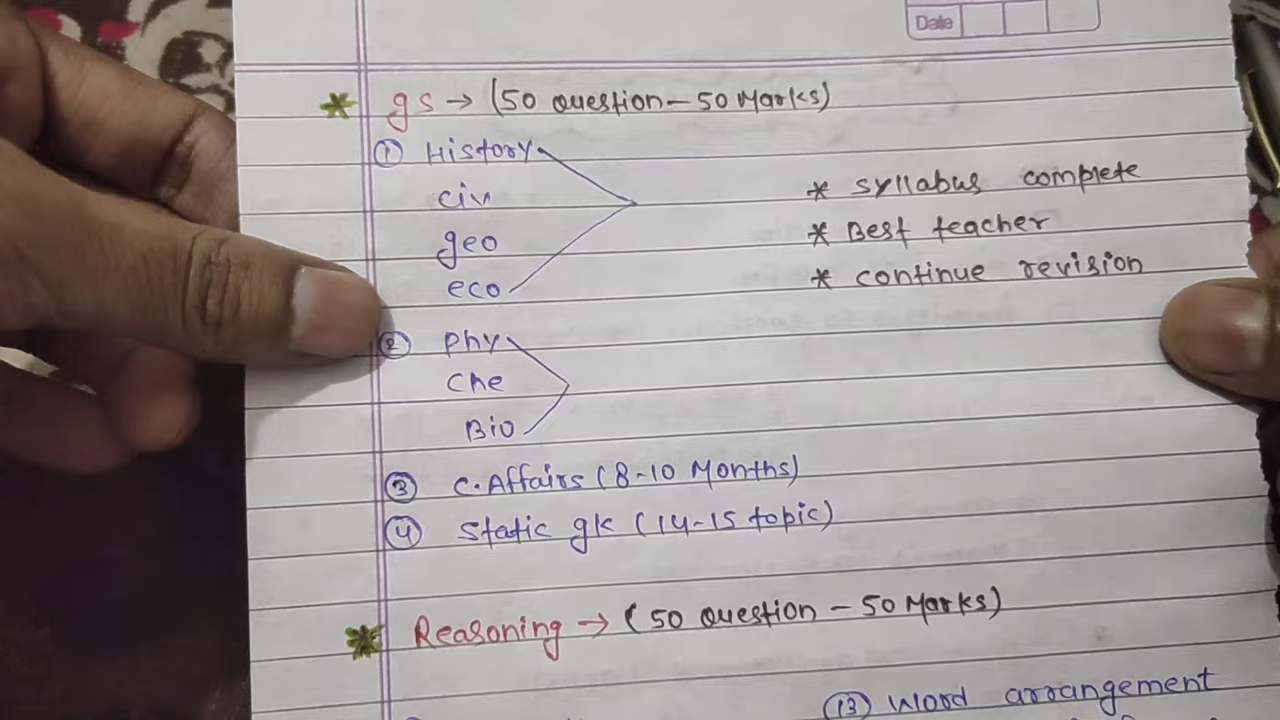 Date
* gs → (50 question - 50 Marks)
① History
civ
geo
eco
* syllabus complete
* Best teacher
* continue revision
② Phy
Che
Bio
③ C. Affairs (8-10 Months)
④ Static gk (14-15 topic)
* Reasoning → (50 question - 50 Marks)
⑬ Word arrangement